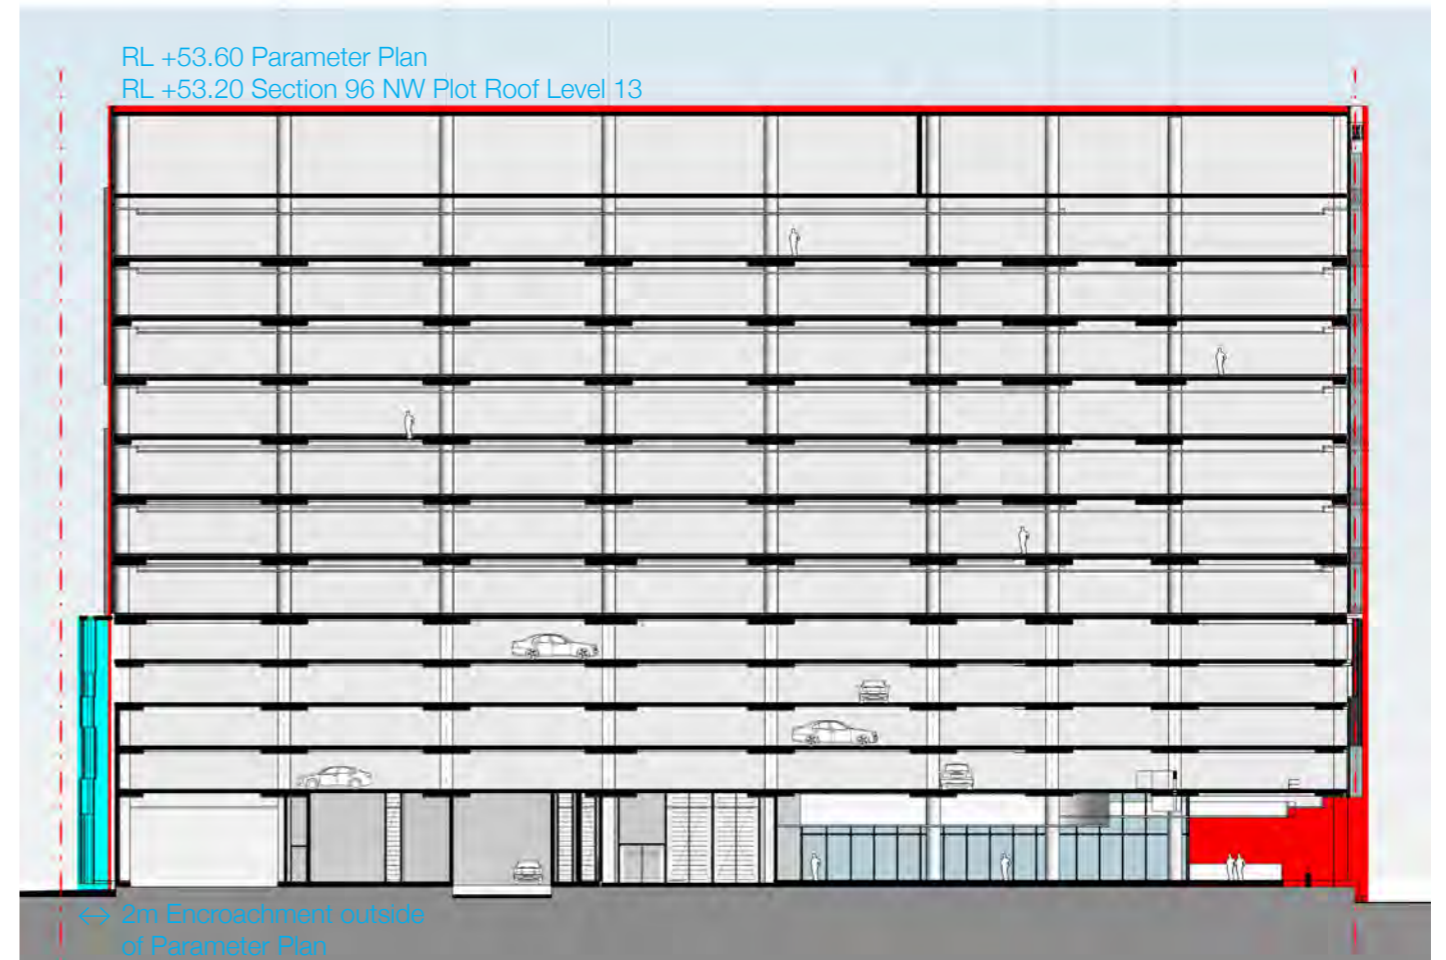 RL +53.60 Parameter Plan
RL +53.20 Section 96 NW Plot Roof Level 13
2m Encroachment outside
of Parameter Plan